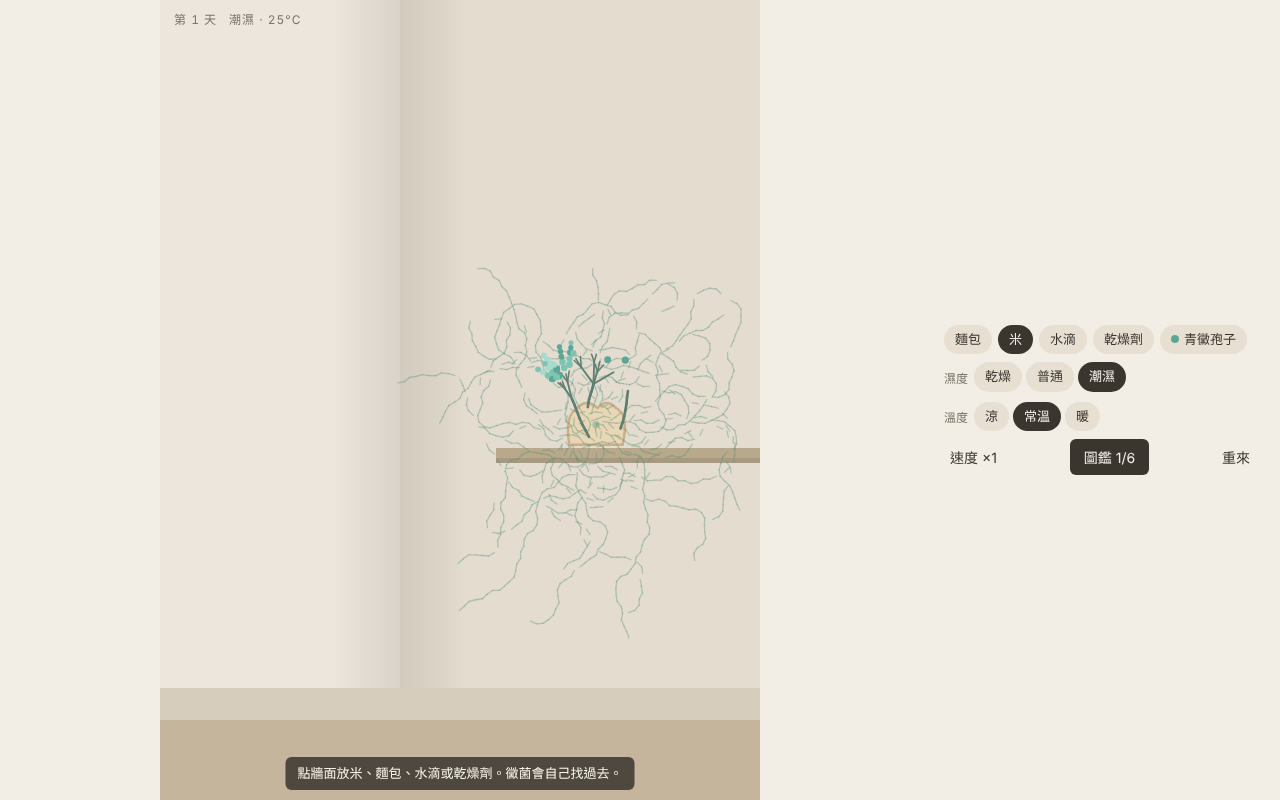 第 1 天　潮濕 · 25°C
麵包 米 水滴 乾燥劑 青黴孢子
濕度 乾燥 普通 潮濕
溫度 涼 常溫 暖
速度 ×1 圖鑑 1/6 重來
點牆面放米、麵包、水滴或乾燥劑。黴菌會自己找過去。